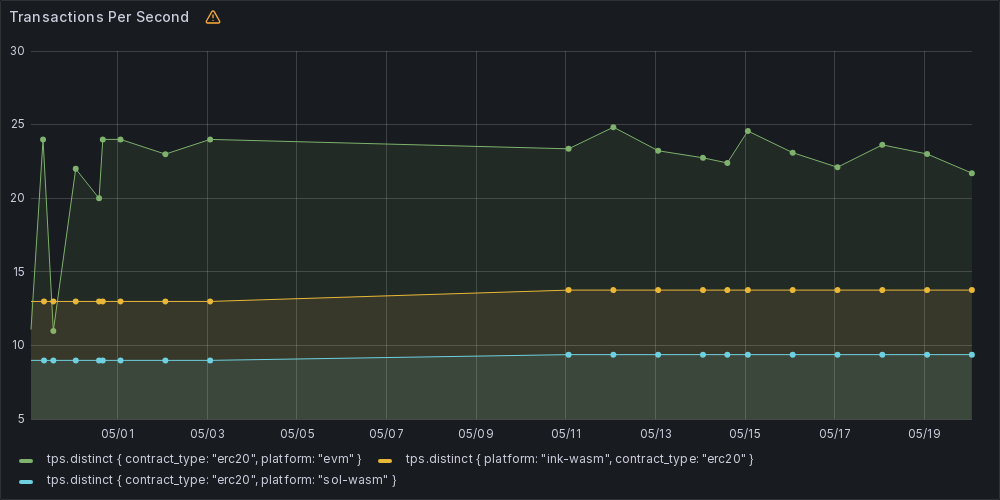 Transactions Per Second
30
25
20
15
10
5
05/01 05/03 05/05 05/07 05/09 05/11 05/13 05/15 05/17 05/19
tps.distinct { contract_type: "erc20", platform: "evm" } tps.distinct { platform: "ink-wasm", contract_type: "erc20" }
tps.distinct { contract_type: "erc20", platform: "sol-wasm" }